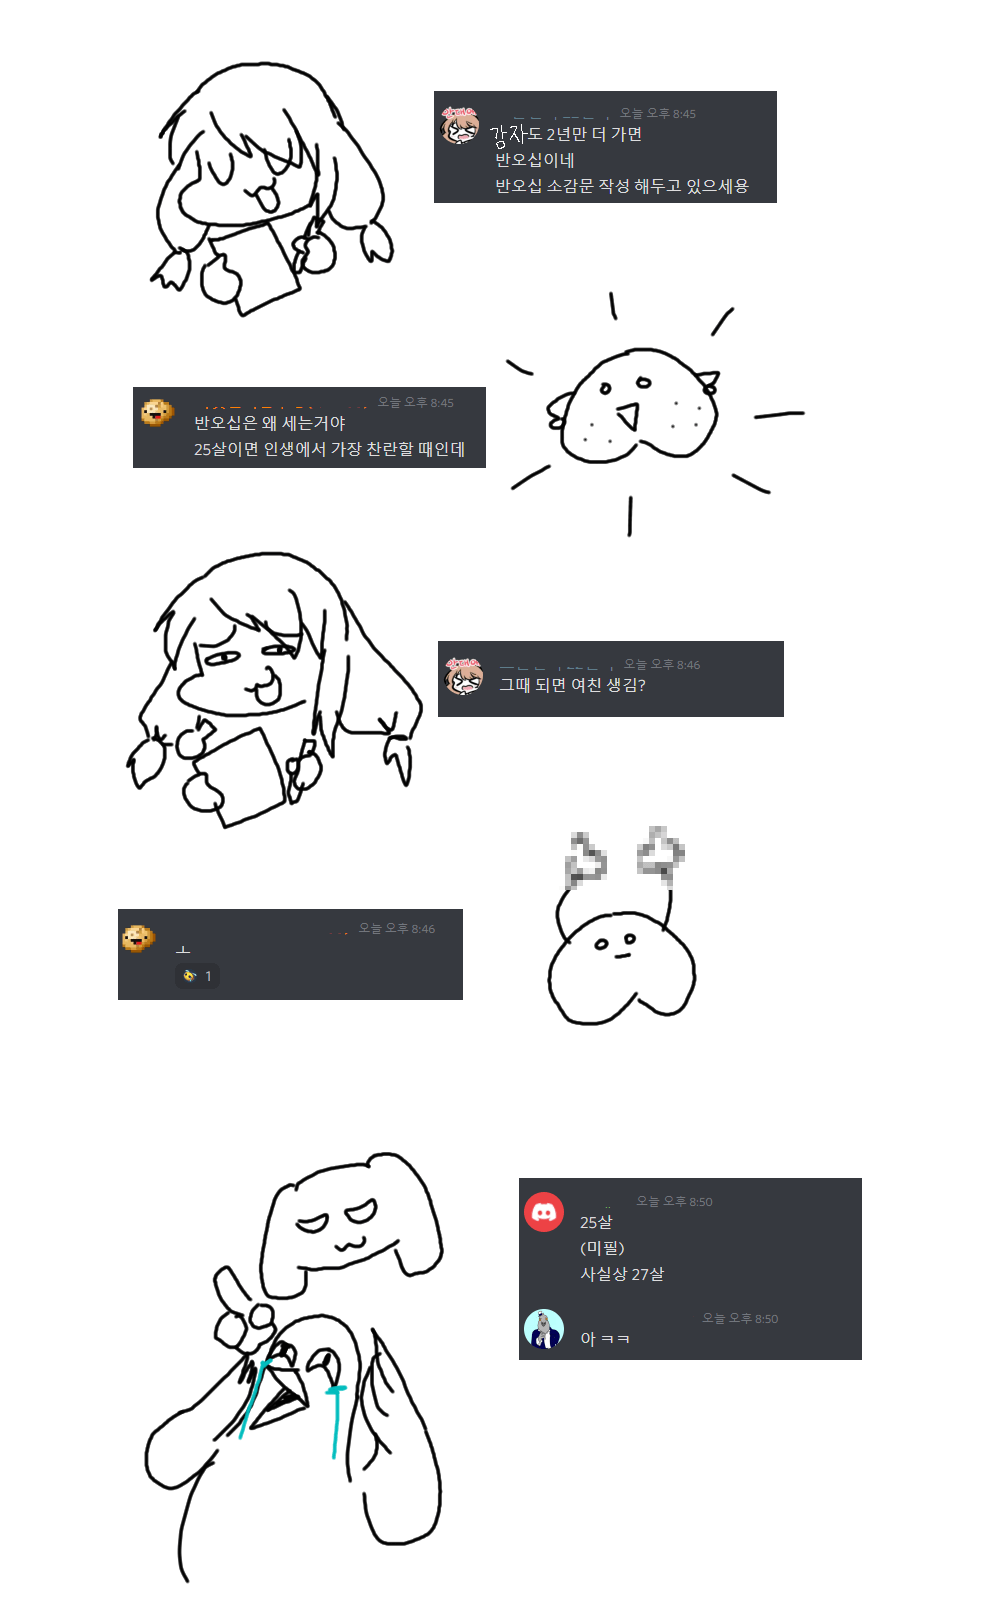 오늘 오후 8:45
감자도 2년만 더 가면
반오십이네
반오십 소감문 작성 해두고 있으세용
오늘 오후 8:45
반오십은 왜 세는거야
25살이면 인생에서 가장 찬란할 때인데
오늘 오후 8:46
그때 되면 여친 생김?
오늘 오후 8:46
ㅗ
1
오늘 오후 8:50
25살
(미필)
사실상 27살
오늘 오후 8:50
아 ㅋㅋ